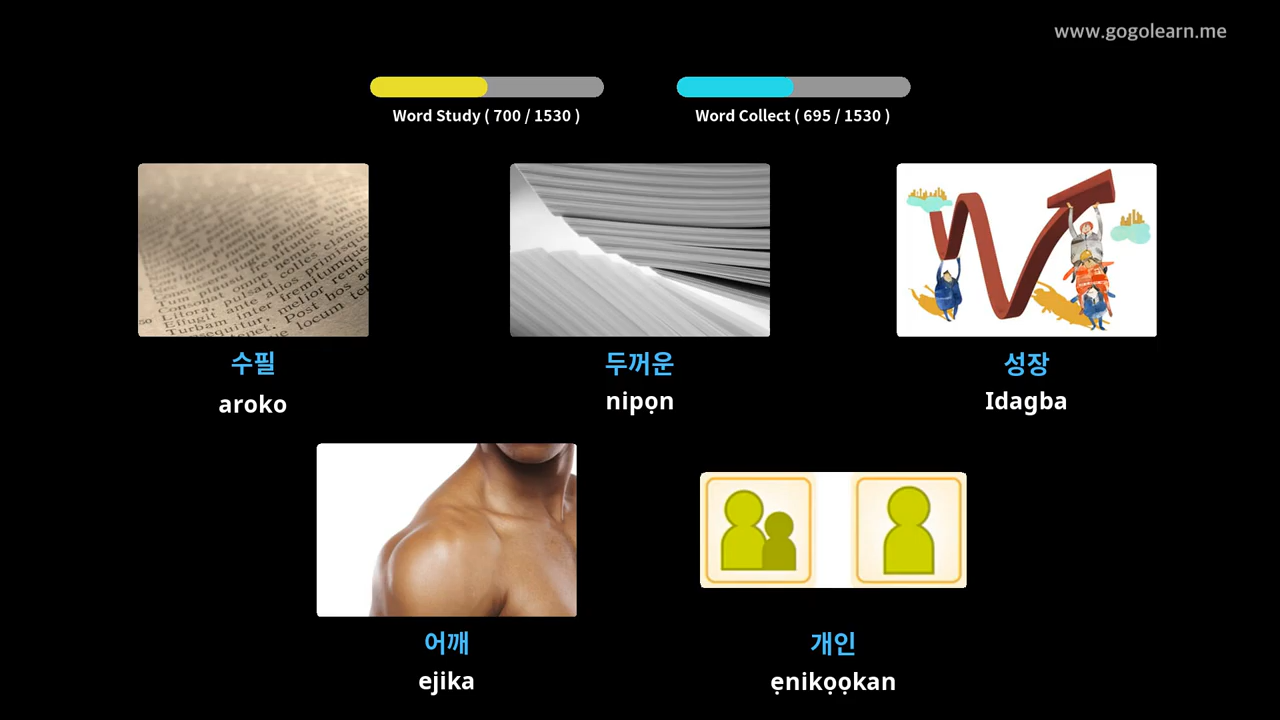 www.gogolearn.me
Word Study ( 700 / 1530 )
Word Collect ( 695 / 1530 )
수필
aroko
두꺼운
nipọn
성장
Idagba
어깨
ejika
개인
ẹnikọọkan